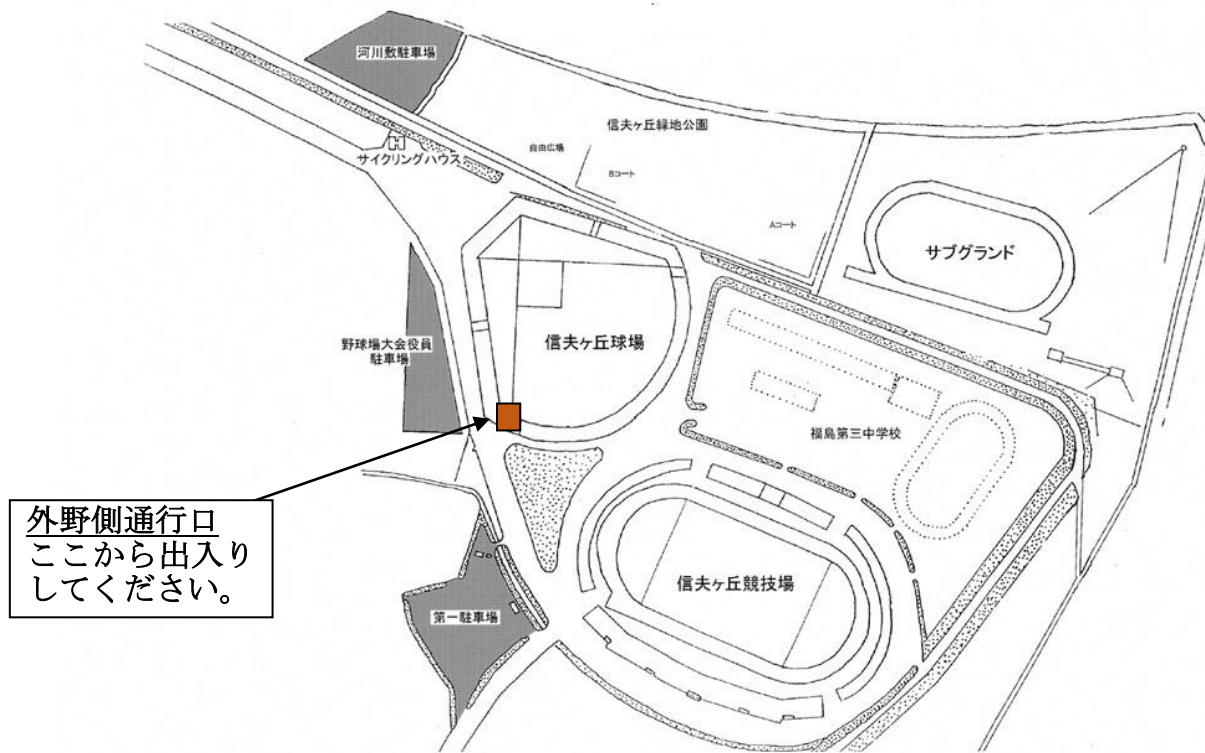 河川敷駐車場
信夫ヶ丘緑地公園
自由広場
サイクリングハウス
Bコート
Aコート
サブグランド
野球場大会役員
駐車場
信夫ヶ丘球場
福島第三中学校
外野側通行口
ここから出入り
してください。
信夫ヶ丘競技場
第一駐車場